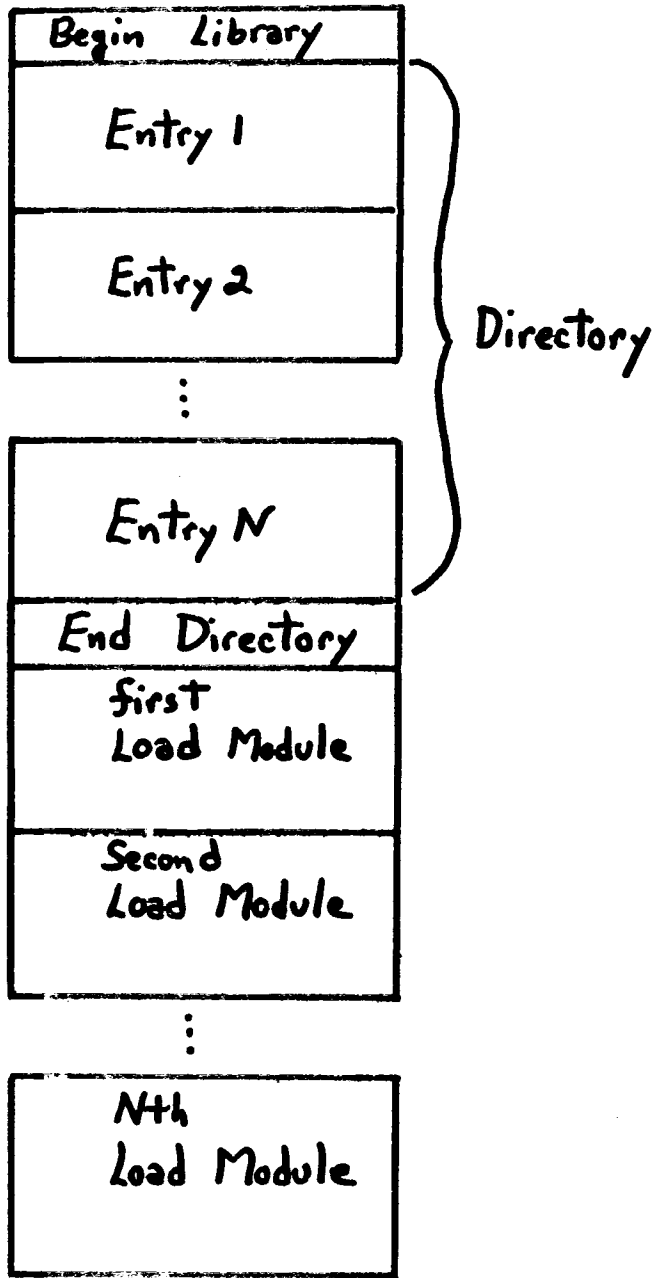 Begin Library
Entry 1
Entry 2
Directory
⋮
Entry N
End Directory
first
Load Module
Second
Load Module
⋮
Nth
Load Module